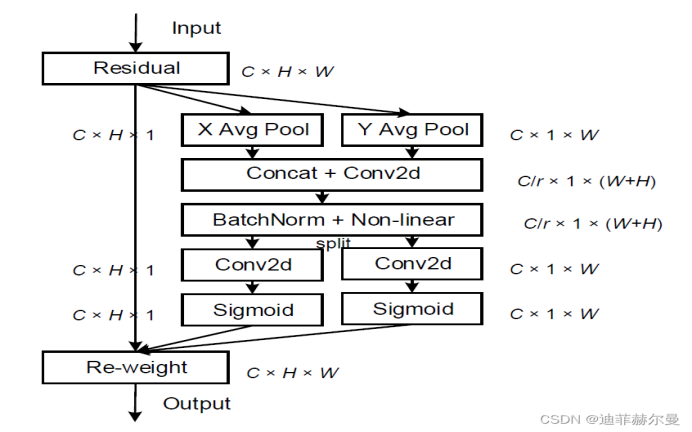 Input
Residual
C × H × W
C × H × 1
X Avg Pool
Y Avg Pool
C × 1 × W
Concat + Conv2d
C/r × 1 × (W+H)
BatchNorm + Non-linear
C/r × 1 × (W+H)
split
C × H × 1
Conv2d
Conv2d
C × 1 × W
C × H × 1
Sigmoid
Sigmoid
C × 1 × W
Re-weight
C × H × W
Output
CSDN @迪菲赫尔曼